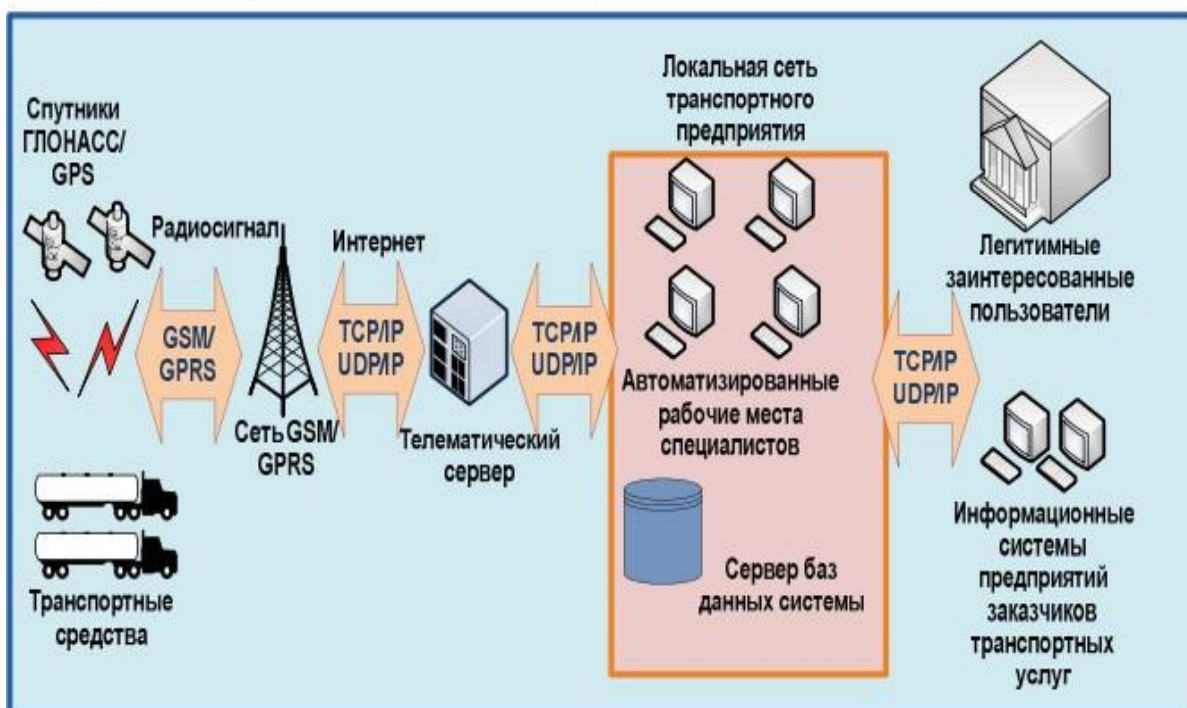 Спутники
ГЛОНАСС/
GPS
Радиосигнал
GSM/
GPRS
Сеть GSM/
GPRS
Транспортные
средства
Интернет
TCP/IP
UDP/IP
Телематический
сервер
TCP/IP
UDP/IP
Локальная сеть
транспортного
предприятия
Автоматизированные
рабочие места
специалистов
Сервер баз
данных системы
TCP/IP
UDP/IP
Легитимные
заинтересованные
пользователи
Информационные
системы
предприятий
заказчиков
транспортных
услуг